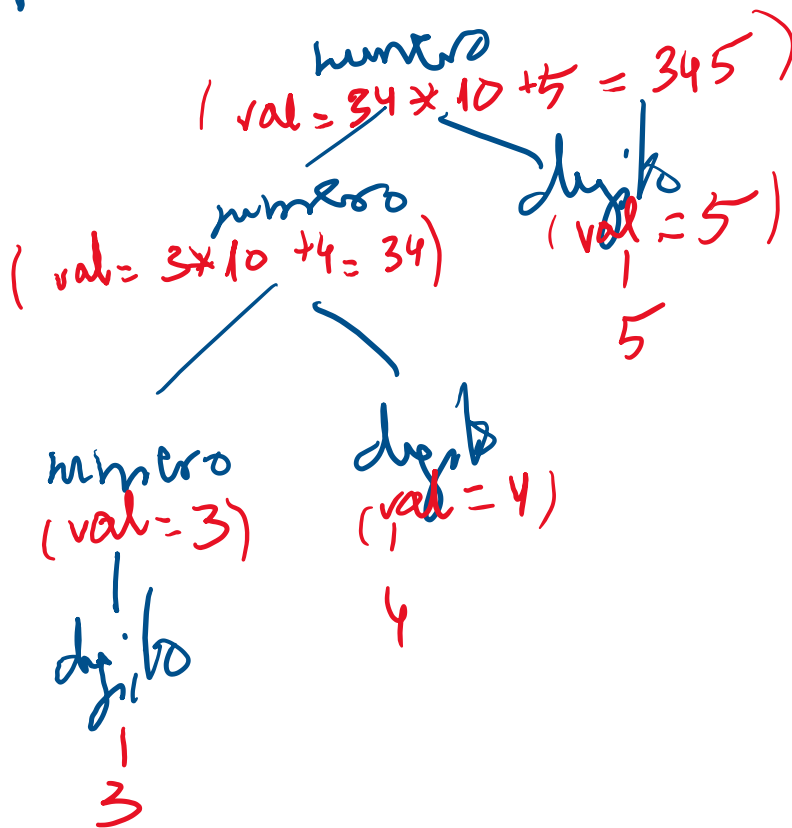 numero
( val = 34 * 10 + 5 = 345 )
numero
digito
( val = 3 * 10 + 4 = 34 )
( val = 5 )
5
numero
digito
( val = 3 )
( val = 4 )
4
digito
3